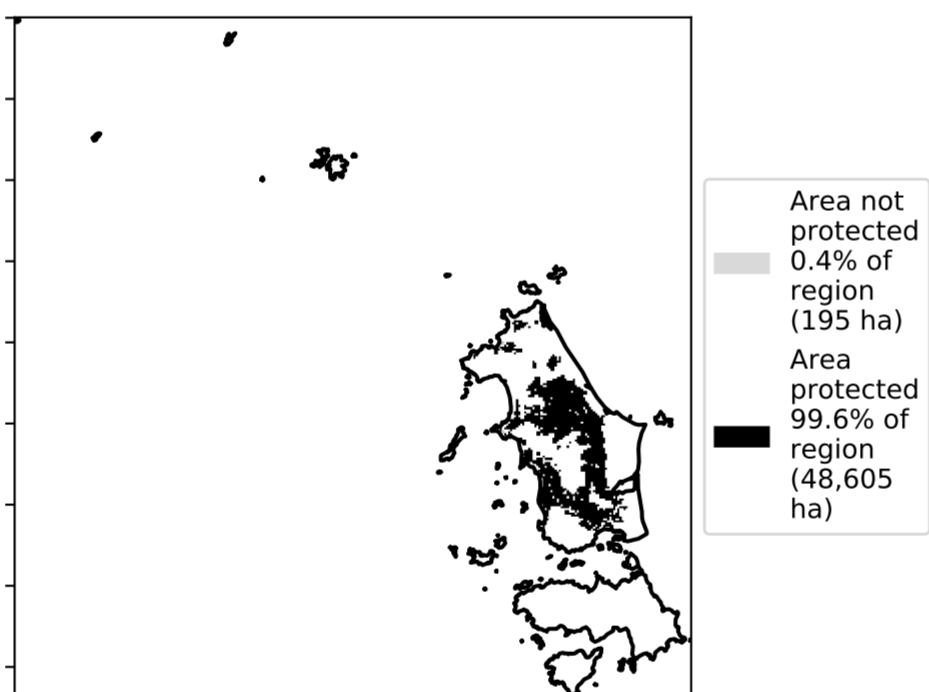 Area not
protected
0.4% of
region
(195 ha)
Area
protected
99.6% of
region
(48,605
ha)